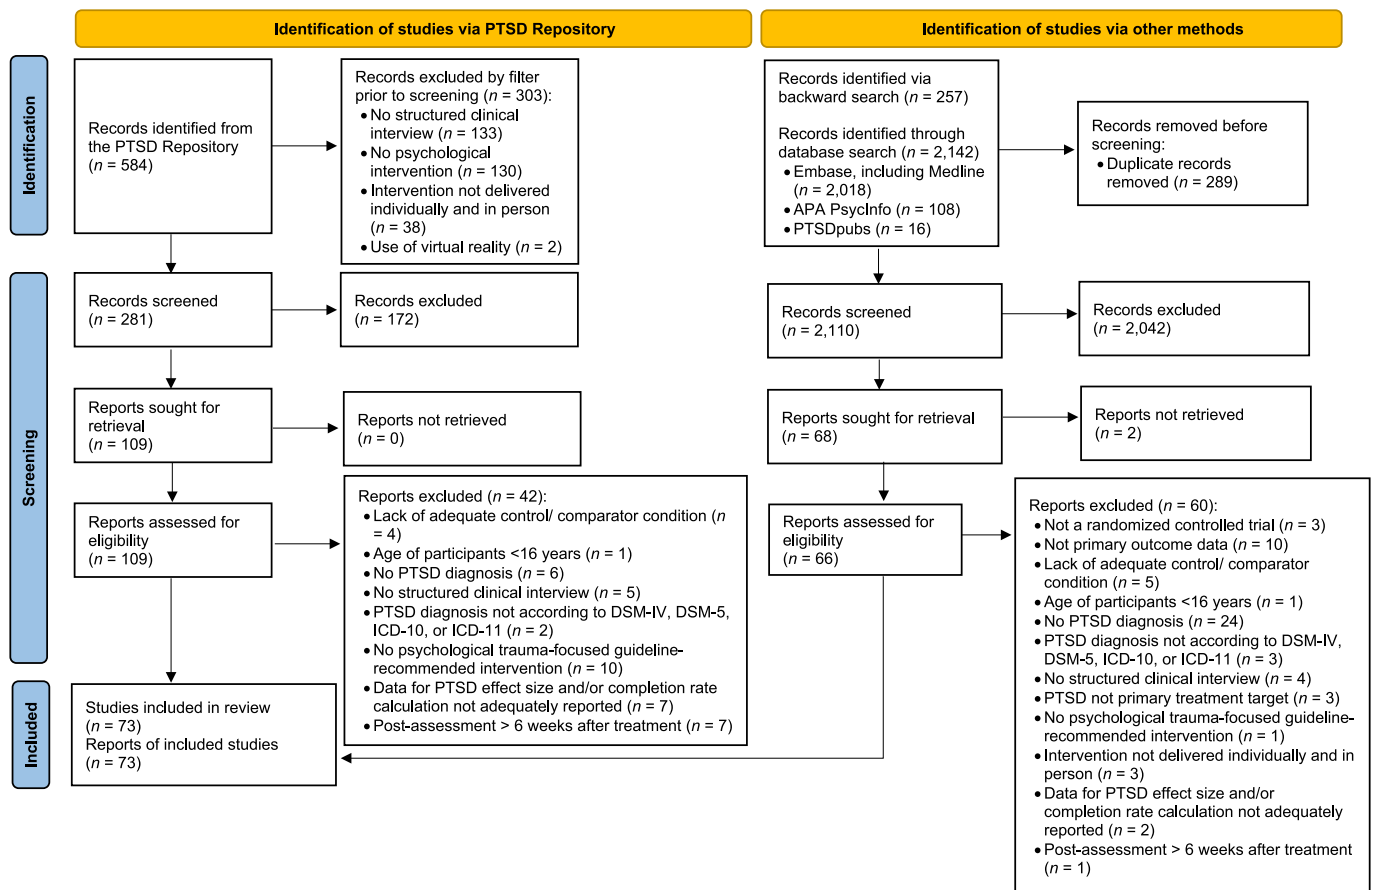 Identification of studies via PTSD Repository
Identification of studies via other methods
Identification
Records identified from
the PTSD Repository
(n = 584)
Records excluded by filter
prior to screening (n = 303):
• No structured clinical
interview (n = 133)
• No psychological
intervention (n = 130)
• Intervention not delivered
individually and in person
(n = 38)
• Use of virtual reality (n = 2)
Records identified via
backward search (n = 257)
Records identified through
database search (n = 2,142)
• Embase, including Medline
(n = 2,018)
• APA PsycInfo (n = 108)
• PTSDpubs (n = 16)
Records removed before
screening:
• Duplicate records
removed (n = 289)
Screening
Records screened
(n = 281)
Records excluded
(n = 172)
Records screened
(n = 2,110)
Records excluded
(n = 2,042)
Reports sought for
retrieval
(n = 109)
Reports not retrieved
(n = 0)
Reports sought for retrieval
(n = 68)
Reports not retrieved
(n = 2)
Reports assessed for
eligibility
(n = 109)
Reports excluded (n = 42):
• Lack of adequate control/ comparator condition (n
= 4)
• Age of participants <16 years (n = 1)
• No PTSD diagnosis (n = 6)
• No structured clinical interview (n = 5)
• PTSD diagnosis not according to DSM-IV, DSM-5,
ICD-10, or ICD-11 (n = 2)
• No psychological trauma-focused guideline-
recommended intervention (n = 10)
• Data for PTSD effect size and/or completion rate
calculation not adequately reported (n = 7)
• Post-assessment > 6 weeks after treatment (n = 7)
Reports assessed for
eligibility
(n = 66)
Reports excluded (n = 60):
• Not a randomized controlled trial (n = 3)
• Not primary outcome data (n = 10)
• Lack of adequate control/ comparator
condition (n = 5)
• Age of participants <16 years (n = 1)
• No PTSD diagnosis (n = 24)
• PTSD diagnosis not according to DSM-IV,
DSM-5, ICD-10, or ICD-11 (n = 3)
• No structured clinical interview (n = 4)
• PTSD not primary treatment target (n = 3)
• No psychological trauma-focused guideline-
recommended intervention (n = 1)
• Intervention not delivered individually and in
person (n = 3)
• Data for PTSD effect size and/or
completion rate calculation not adequately
reported (n = 2)
• Post-assessment > 6 weeks after treatment
(n = 1)
Included
Studies included in review
(n = 73)
Reports of included studies
(n = 73)